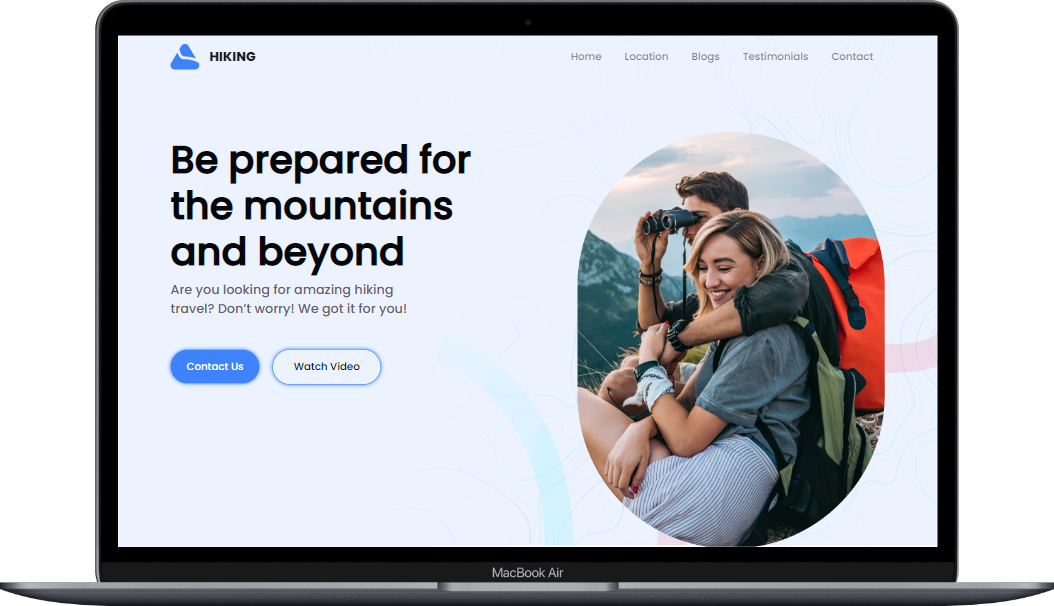 HIKING
Home Location Blogs Testimonials Contact
Be prepared for
the mountains
and beyond
Are you looking for amazing hiking
travel? Don’t worry! We got it for you!
Contact Us Watch Video
MacBook Air